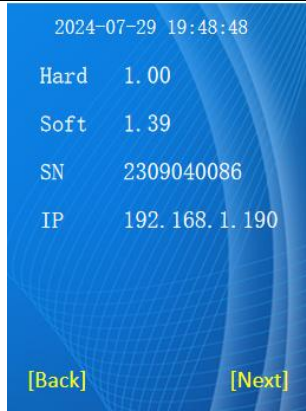 2024-07-29 19:48:48
Hard 1.00
Soft 1.39
SN 2309040086
IP 192.168.1.190
[Back] [Next]